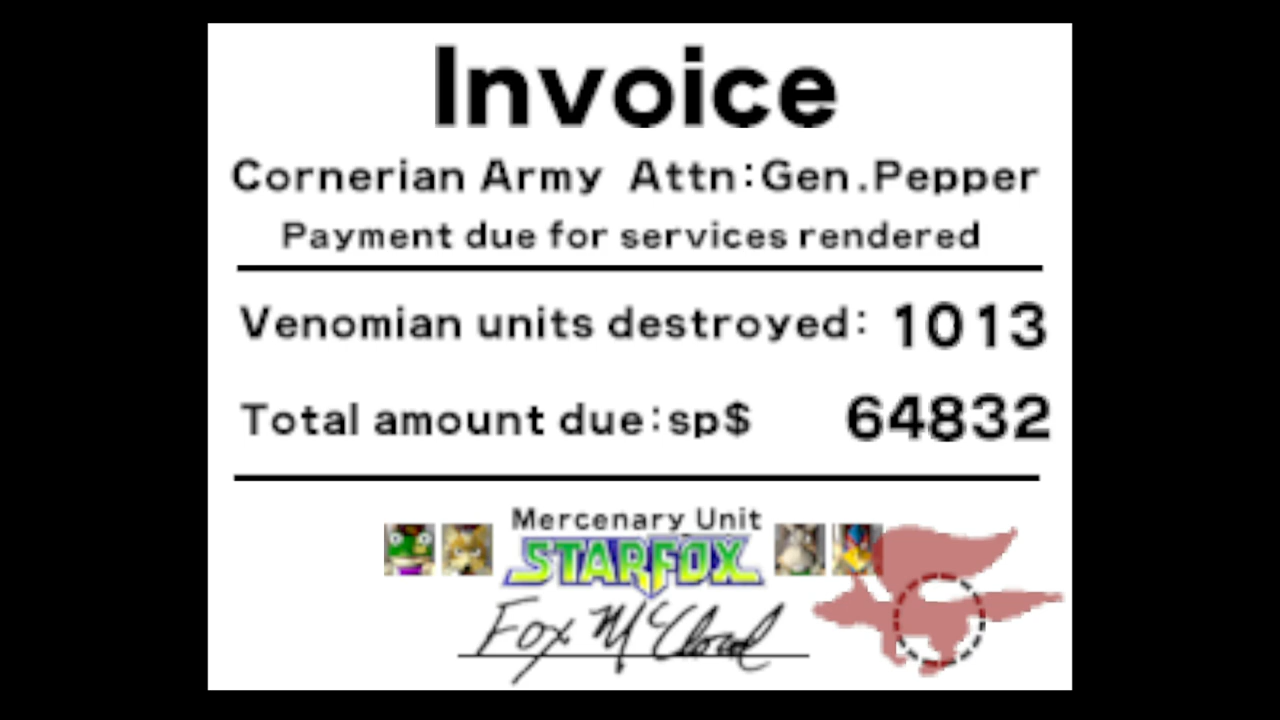 Invoice
Cornerian Army Attn:Gen.Pepper
Payment due for services rendered
Venomian units destroyed: 1013
Total amount due:sp$ 64832
Mercenary Unit
STARFOX
Fox McCloud